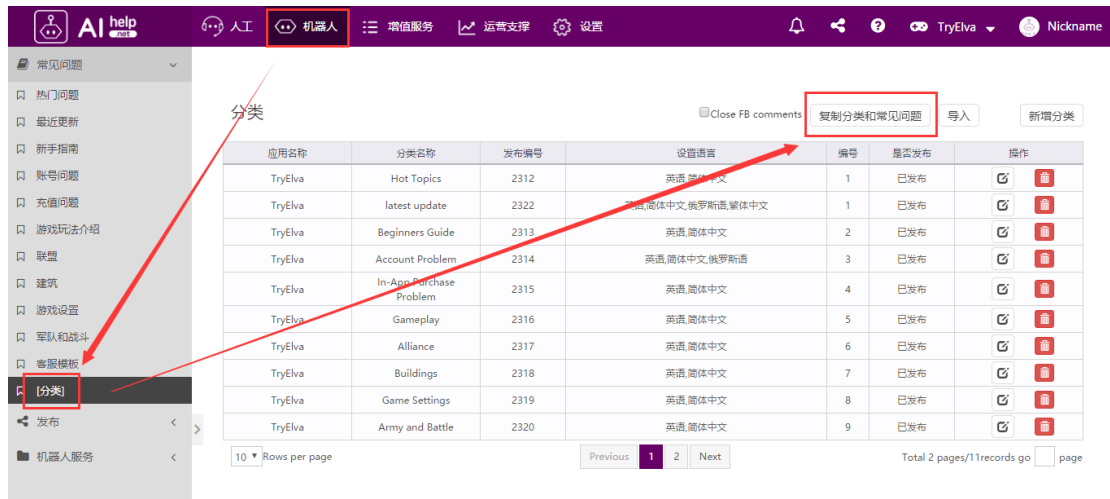 AI help .net 人工 机器人 增值服务 运营支撑 设置 TryElva Nickname
常见问题
热门问题
最近更新
新手指南
账号问题
充值问题
游戏玩法介绍
联盟
建筑
游戏设置
军队和战斗
客服模板
[分类]
发布
机器人服务
分类 Close FB comments 复制分类和常见问题 导入 新增分类
应用名称 分类名称 发布编号 设置语言 编号 是否发布 操作
TryElva Hot Topics 2312 英语,简体中文 1 已发布
TryElva latest update 2322 英语,简体中文,俄罗斯语,繁体中文 1 已发布
TryElva Beginners Guide 2313 英语,简体中文 2 已发布
TryElva Account Problem 2314 英语,简体中文,俄罗斯语 3 已发布
TryElva In-App Purchase Problem 2315 英语,简体中文 4 已发布
TryElva Gameplay 2316 英语,简体中文 5 已发布
TryElva Alliance 2317 英语,简体中文 6 已发布
TryElva Buildings 2318 英语,简体中文 7 已发布
TryElva Game Settings 2319 英语,简体中文 8 已发布
TryElva Army and Battle 2320 英语,简体中文 9 已发布
10 Rows per page Previous 1 2 Next Total 2 pages/11records go page